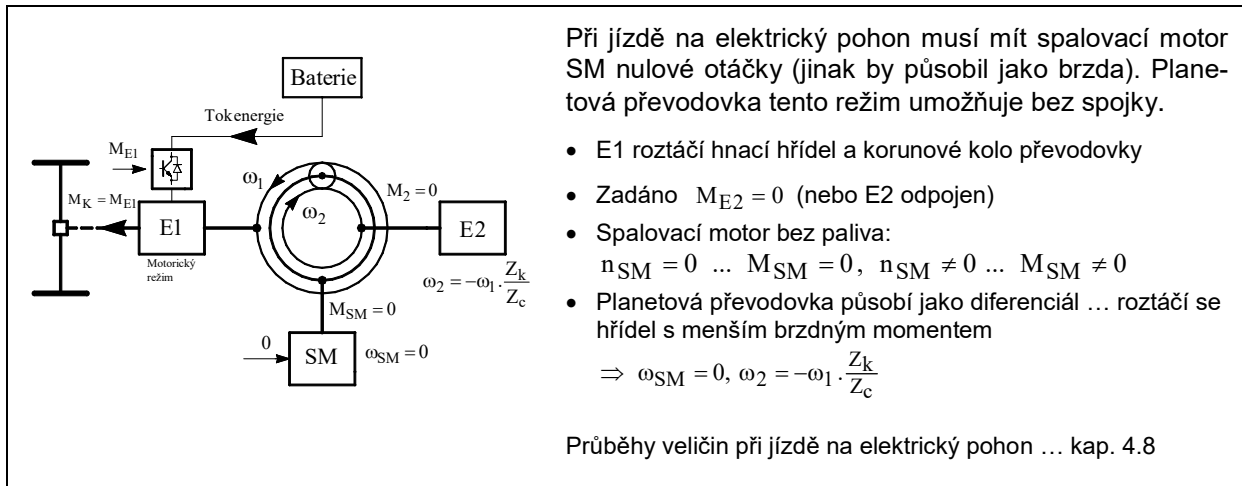 Baterie
Tok energie
M_E1
ω_1
ω_2
M_2 = 0
M_K = M_E1
E1
E2
Motorický
režim
ω_2 = −ω_1 . Z_k/Z_c
M_SM = 0
0
SM
ω_SM = 0
Při jízdě na elektrický pohon musí mít spalovací motor
SM nulové otáčky (jinak by působil jako brzda). Plane-
tová převodovka tento režim umožňuje bez spojky.
• E1 roztáčí hnací hřídel a korunové kolo převodovky
• Zadáno M_E2 = 0 (nebo E2 odpojen)
• Spalovací motor bez paliva:
n_SM = 0 ... M_SM = 0, n_SM ≠ 0 ... M_SM ≠ 0
• Planetová převodovka působí jako diferenciál … roztáčí se
hřídel s menším brzdným momentem
⇒ ω_SM = 0, ω_2 = −ω_1 . Z_k/Z_c
Průběhy veličin při jízdě na elektrický pohon … kap. 4.8